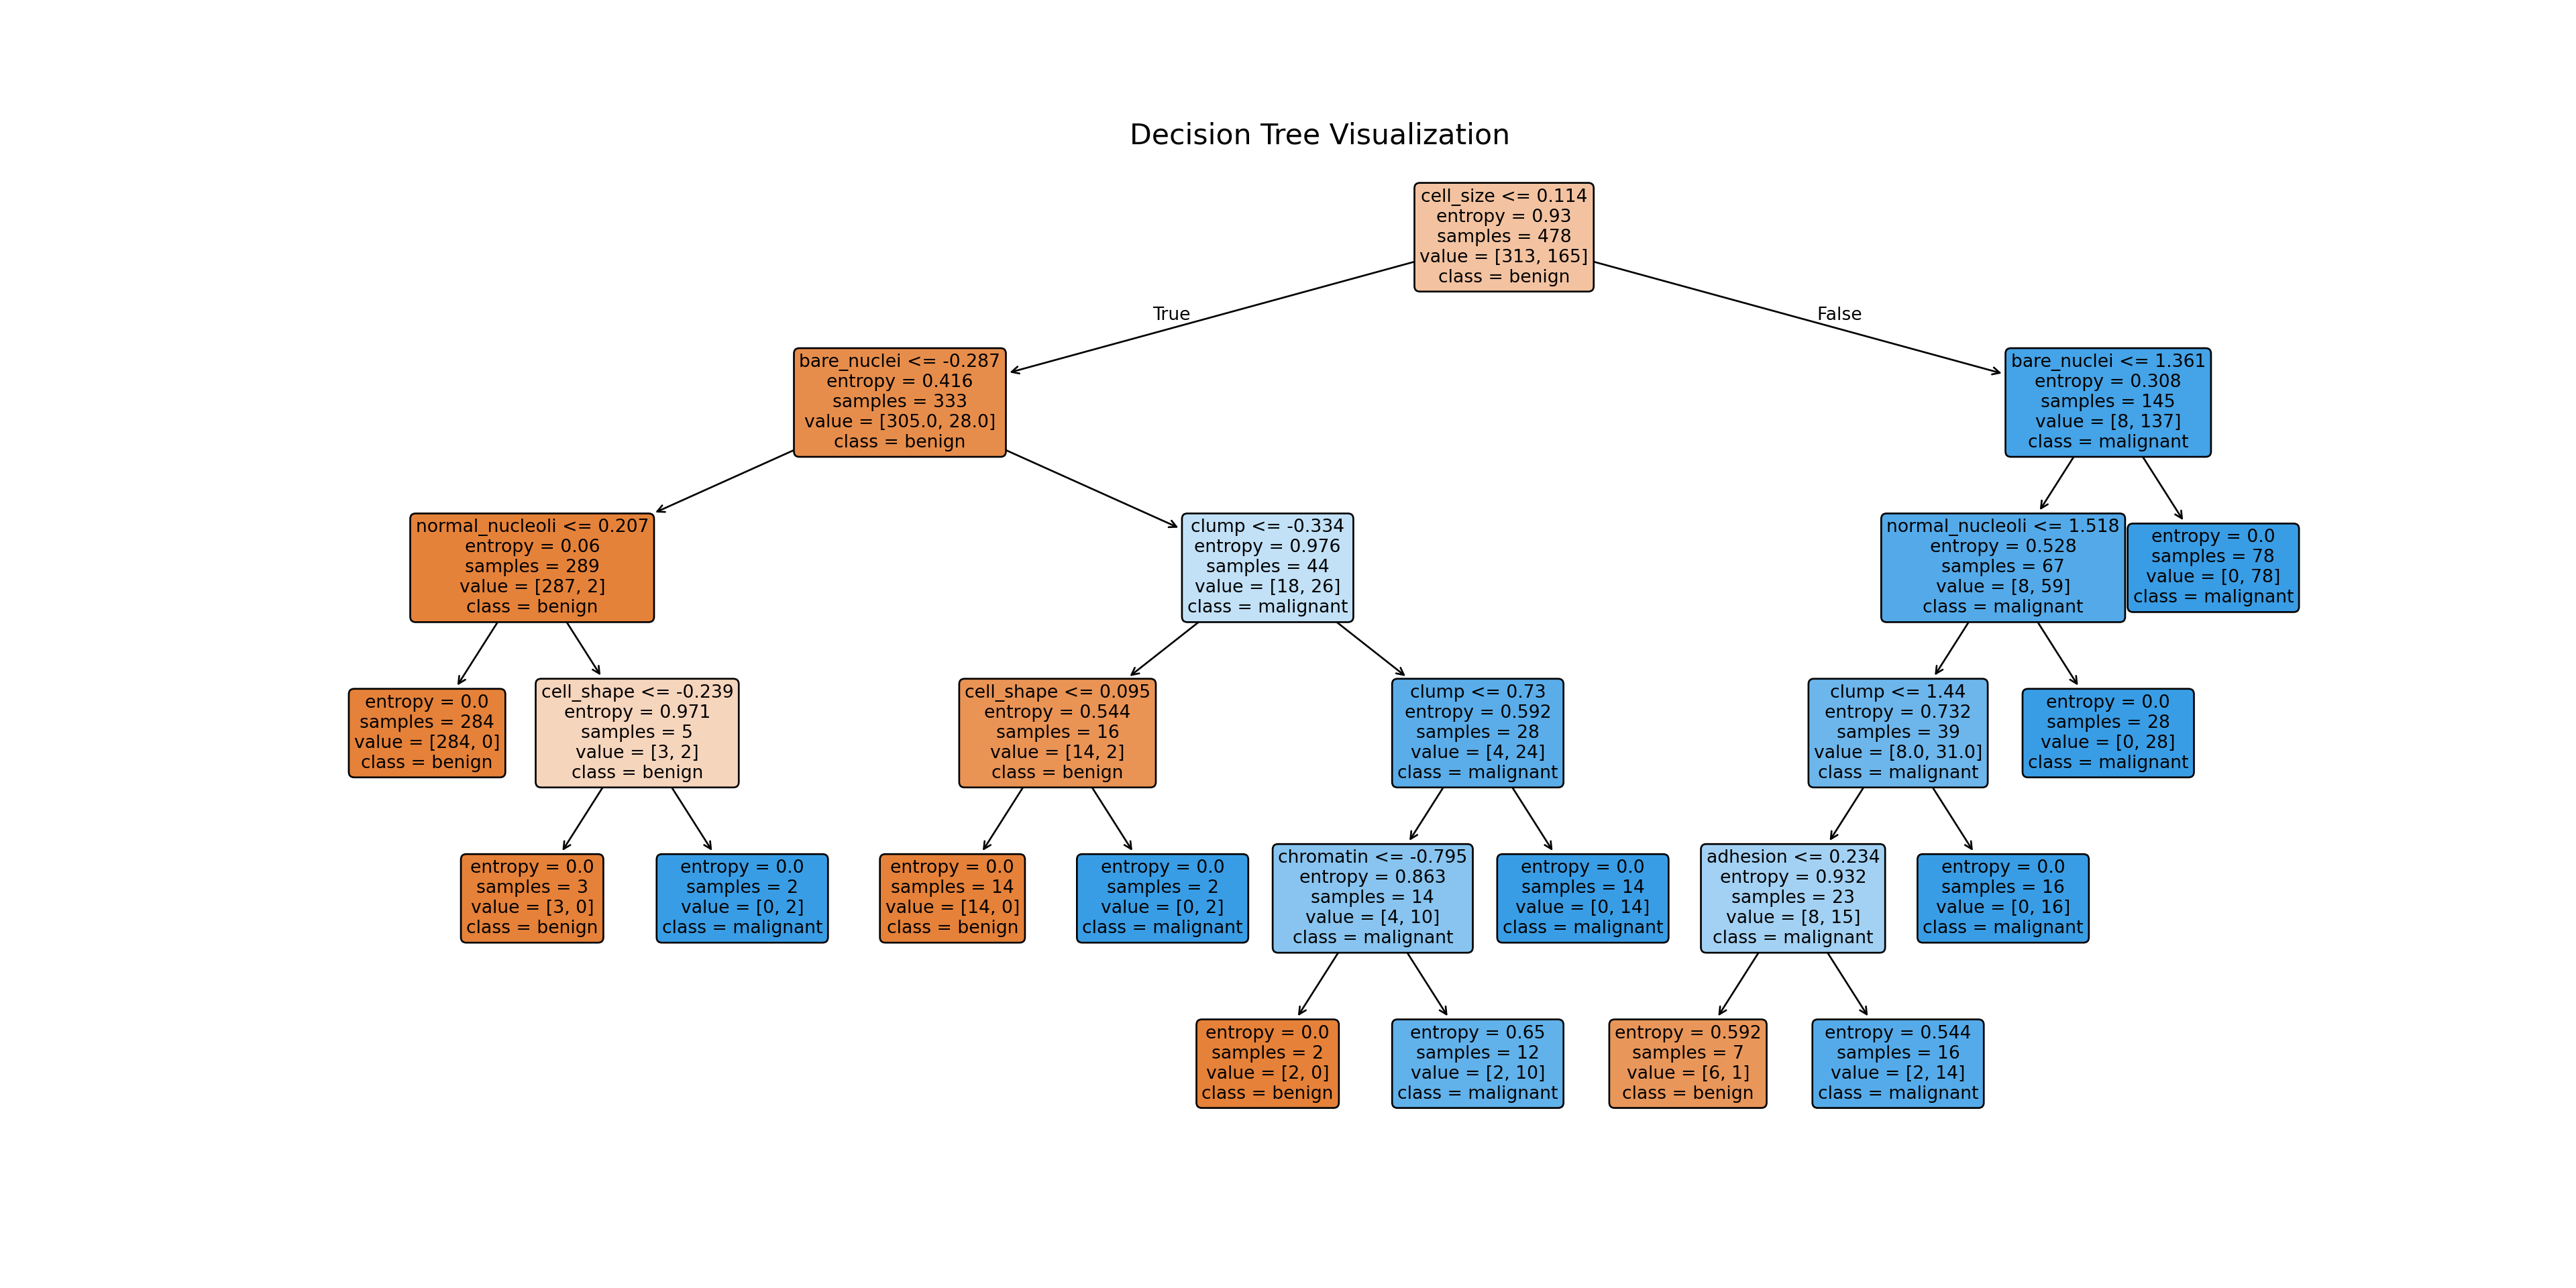 Decision Tree Visualization
cell_size <= 0.114
entropy = 0.93
samples = 478
value = [313, 165]
class = benign
True
False
bare_nuclei <= -0.287
entropy = 0.416
samples = 333
value = [305.0, 28.0]
class = benign
bare_nuclei <= 1.361
entropy = 0.308
samples = 145
value = [8, 137]
class = malignant
normal_nucleoli <= 0.207
entropy = 0.06
samples = 289
value = [287, 2]
class = benign
clump <= -0.334
entropy = 0.976
samples = 44
value = [18, 26]
class = malignant
normal_nucleoli <= 1.518
entropy = 0.528
samples = 67
value = [8, 59]
class = malignant
entropy = 0.0
samples = 78
value = [0, 78]
class = malignant
entropy = 0.0
samples = 284
value = [284, 0]
class = benign
cell_shape <= -0.239
entropy = 0.971
samples = 5
value = [3, 2]
class = benign
cell_shape <= 0.095
entropy = 0.544
samples = 16
value = [14, 2]
class = benign
clump <= 0.73
entropy = 0.592
samples = 28
value = [4, 24]
class = malignant
clump <= 1.44
entropy = 0.732
samples = 39
value = [8.0, 31.0]
class = malignant
entropy = 0.0
samples = 28
value = [0, 28]
class = malignant
entropy = 0.0
samples = 3
value = [3, 0]
class = benign
entropy = 0.0
samples = 2
value = [0, 2]
class = malignant
entropy = 0.0
samples = 14
value = [14, 0]
class = benign
entropy = 0.0
samples = 2
value = [0, 2]
class = malignant
chromatin <= -0.795
entropy = 0.863
samples = 14
value = [4, 10]
class = malignant
entropy = 0.0
samples = 14
value = [0, 14]
class = malignant
adhesion <= 0.234
entropy = 0.932
samples = 23
value = [8, 15]
class = malignant
entropy = 0.0
samples = 16
value = [0, 16]
class = malignant
entropy = 0.0
samples = 2
value = [2, 0]
class = benign
entropy = 0.65
samples = 12
value = [2, 10]
class = malignant
entropy = 0.592
samples = 7
value = [6, 1]
class = benign
entropy = 0.544
samples = 16
value = [2, 14]
class = malignant